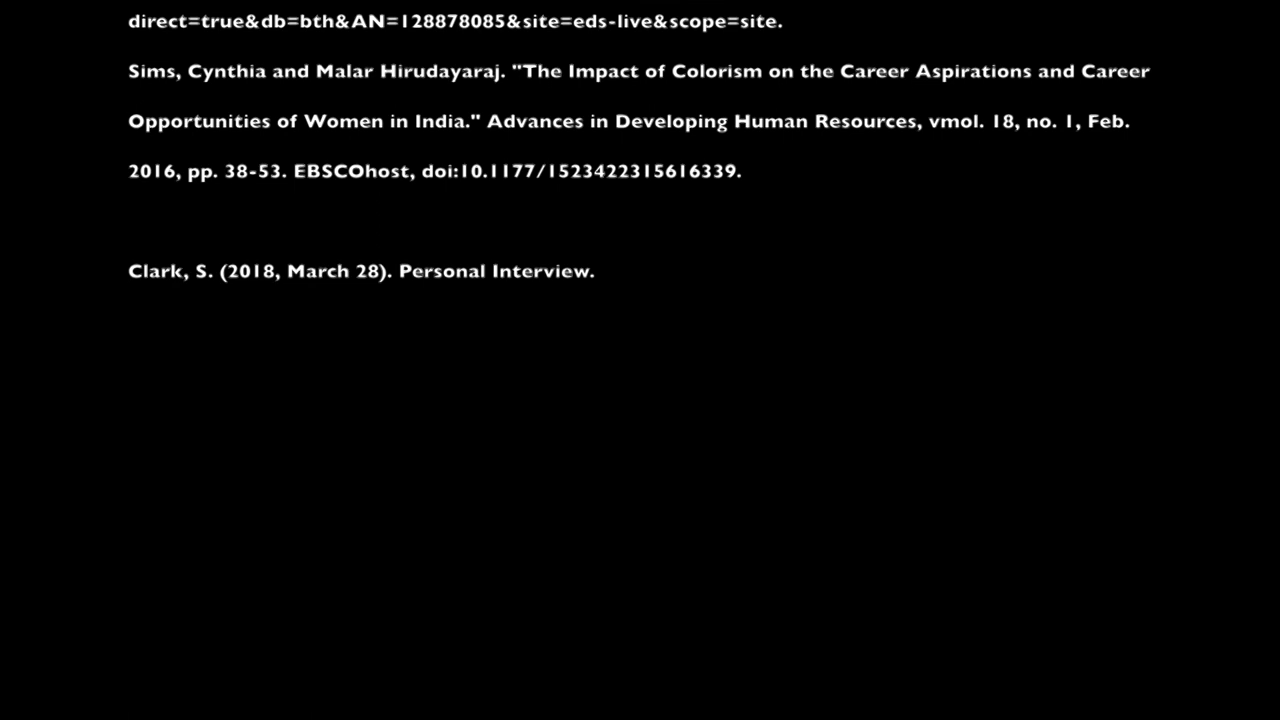 direct=true&db=bth&AN=128878085&site=eds-live&scope=site.
Sims, Cynthia and Malar Hirudayaraj. "The Impact of Colorism on the Career Aspirations and Career
Opportunities of Women in India." Advances in Developing Human Resources, vmol. 18, no. 1, Feb.
2016, pp. 38-53. EBSCOhost, doi:10.1177/1523422315616339.
Clark, S. (2018, March 28). Personal Interview.